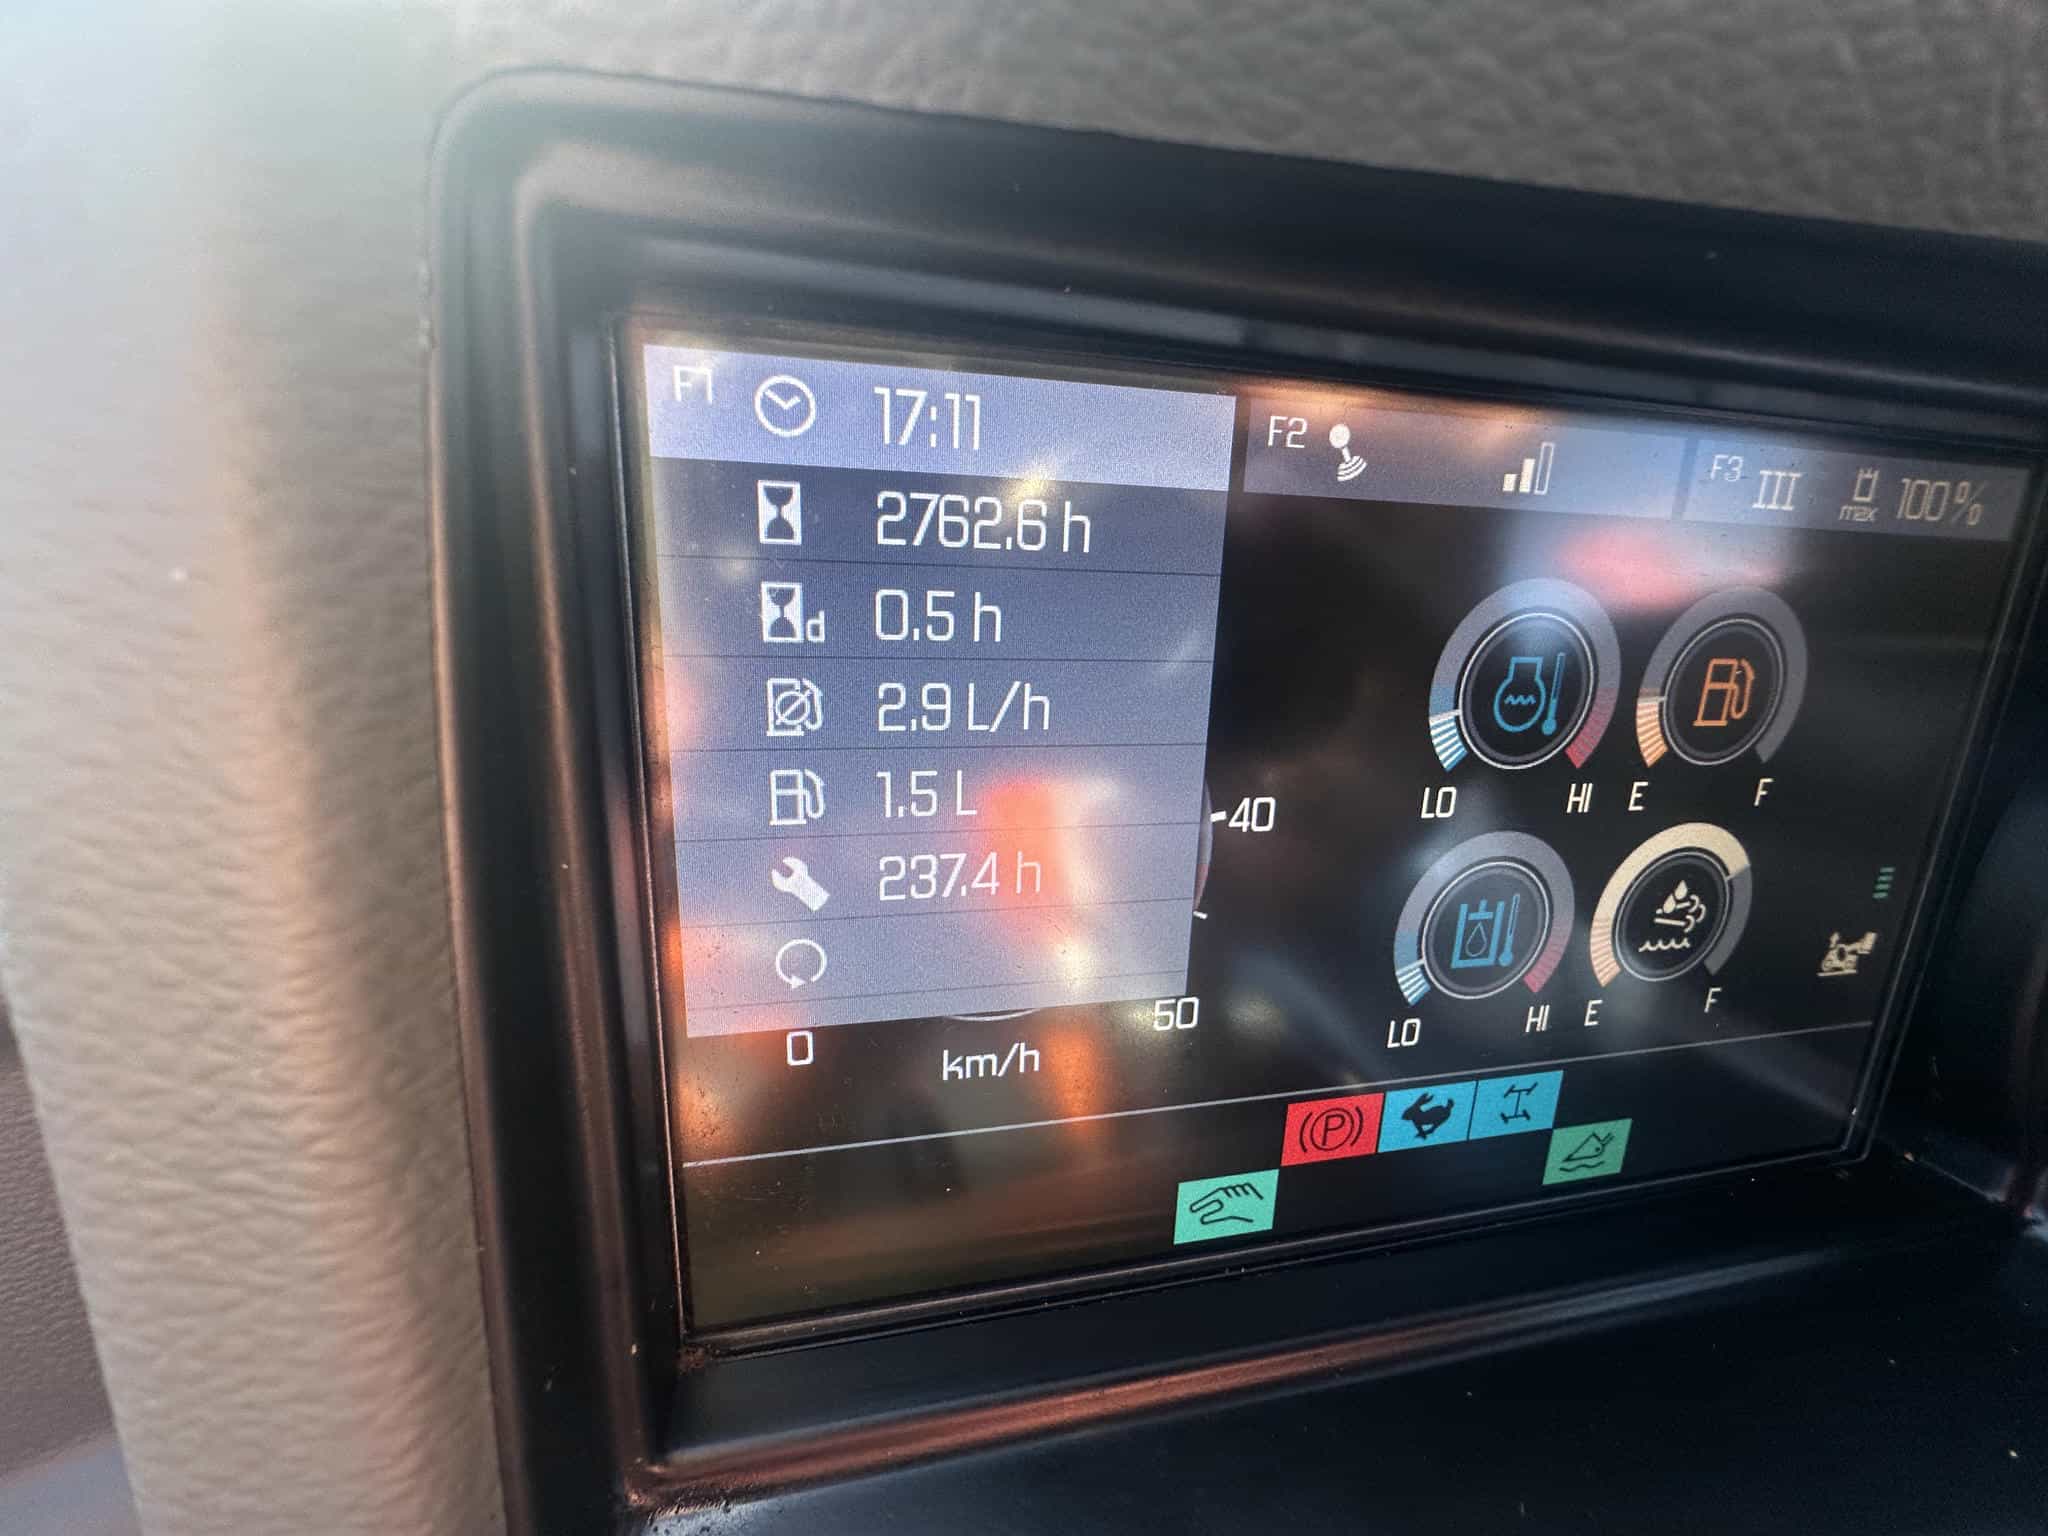 F1 17:11
2762.6 h
d 0.5 h
2.9 L/h
1.5 L
237.4 h
F2
F3 III max 100%
40
50
0
km/h
LO HI
E F
LO HI
E F
P